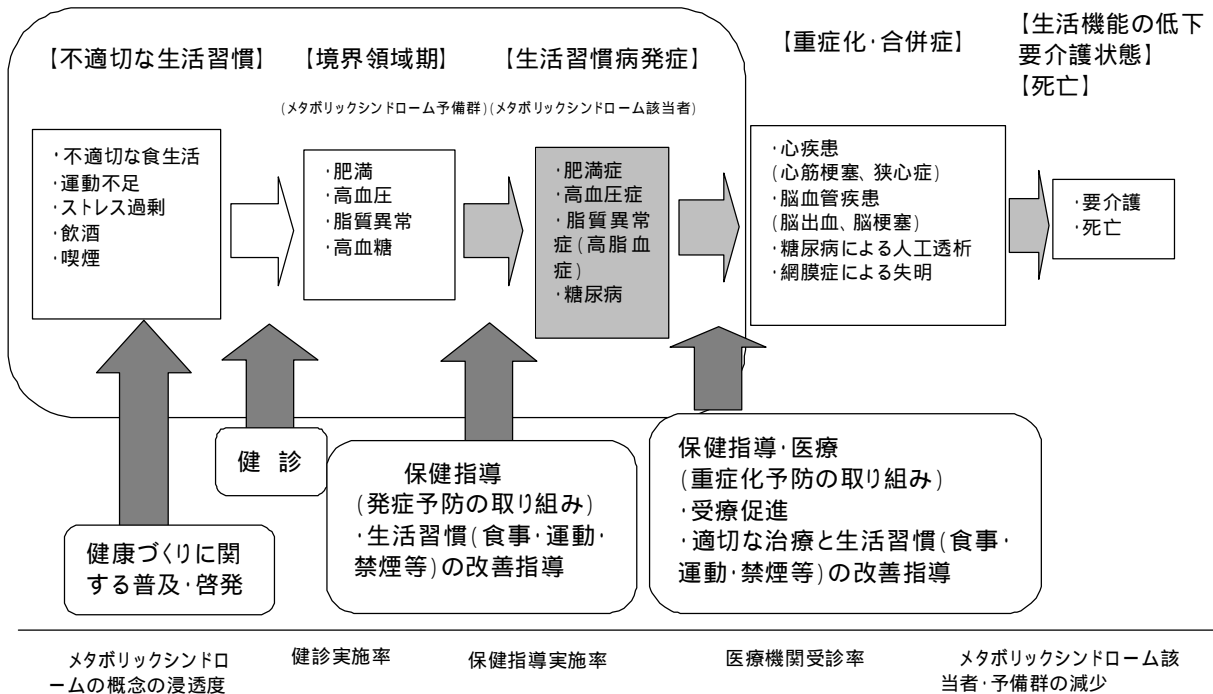 【不適切な生活習慣】
【境界領域期】
(メタボリックシンドローム予備群)
【生活習慣病発症】
(メタボリックシンドローム該当者)
【重症化・合併症】
【生活機能の低下
要介護状態】
【死亡】
・不適切な食生活
・運動不足
・ストレス過剰
・飲酒
・喫煙
・肥満
・高血圧
・脂質異常
・高血糖
・肥満症
・高血圧症
・脂質異常
症(高脂血
症)
・糖尿病
・心疾患
(心筋梗塞、狭心症)
・脳血管疾患
(脳出血、脳梗塞)
・糖尿病による人工透析
・網膜症による失明
・要介護
・死亡
健康づくりに関
する普及・啓発
健 診
保健指導
(発症予防の取り組み)
・生活習慣(食事・運動・
禁煙等)の改善指導
保健指導・医療
(重症化予防の取り組み)
・受療促進
・適切な治療と生活習慣(食事・
運動・禁煙等)の改善指導
メタボリックシンドロ
ームの概念の浸透度
健診実施率
保健指導実施率
医療機関受診率
メタボリックシンドローム該
当者・予備群の減少